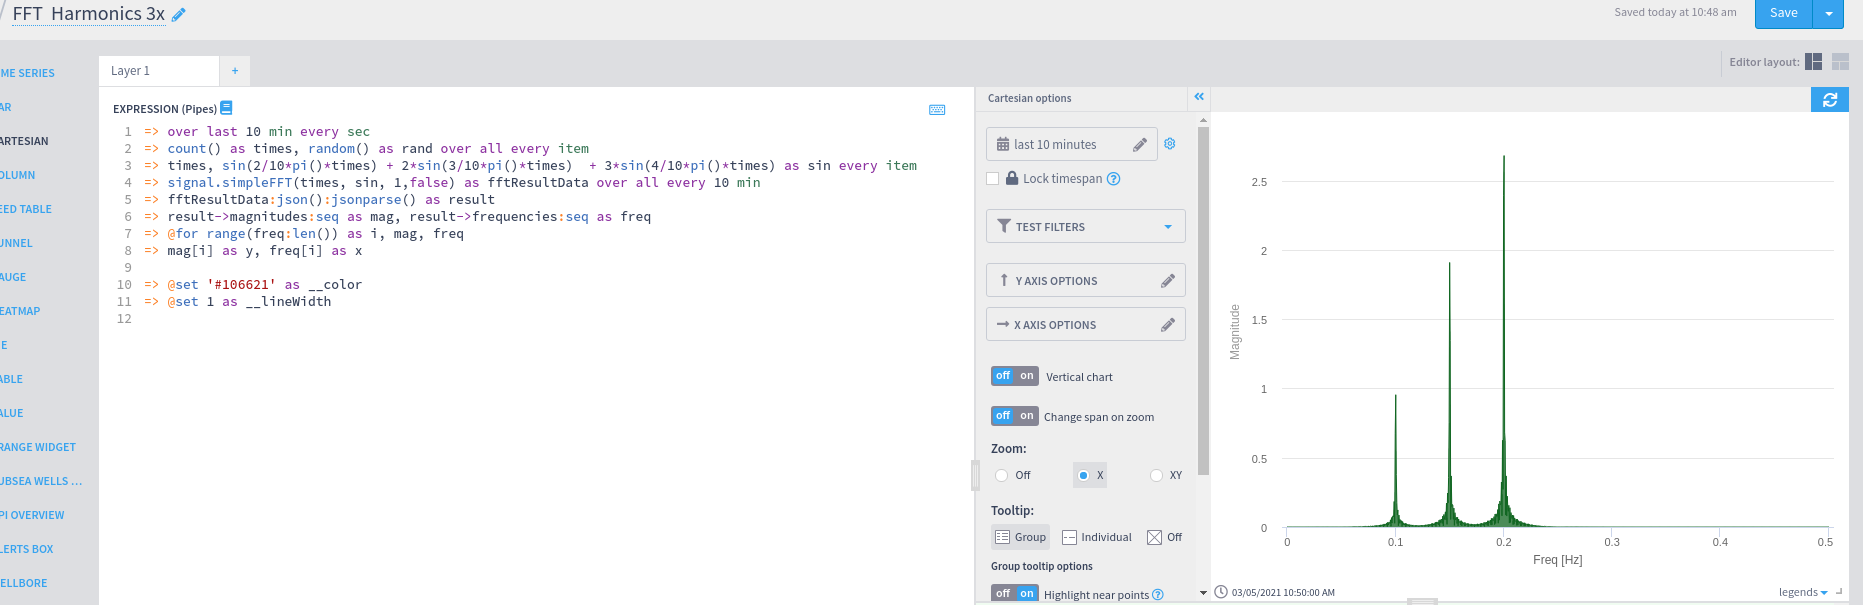 FFT Harmonics 3x
Saved today at 10:48 am
Save
ME SERIES
AR
ARTESIAN
OLUMN
EED TABLE
UNNEL
AUGE
EATMAP
E
ABLE
ALUE
RANGE WIDGET
UBSEA WELLS ...
PI OVERVIEW
LERTS BOX
ELLBORE
Layer 1
+
Editor layout:
EXPRESSION (Pipes)
1 => over last 10 min every sec
2 => count() as times, random() as rand over all every item
3 => times, sin(2/10*pi()*times) + 2*sin(3/10*pi()*times)  + 3*sin(4/10*pi()*times) as sin every item
4 => signal.simpleFFT(times, sin, 1,false) as fftResultData over all every 10 min
5 => fftResultData:json():jsonparse() as result
6 => result->magnitudes:seq as mag, result->frequencies:seq as freq
7 => @for range(freq:len()) as i, mag, freq
8 => mag[i] as y, freq[i] as x
9
10 => @set '#106621' as __color
11 => @set 1 as __lineWidth
12
Cartesian options
«
last 10 minutes
Lock timespan ?
TEST FILTERS
Y AXIS OPTIONS
X AXIS OPTIONS
off on Vertical chart
off on Change span on zoom
Zoom:
Off X XY
Tooltip:
Group Individual Off
Group tooltip options
off on Highlight near points ?
2.5
2
1.5
1
0.5
0
Magnitude
0 0.1 0.2 0.3 0.4 0.5
Freq [Hz]
03/05/2021 10:50:00 AM
legends